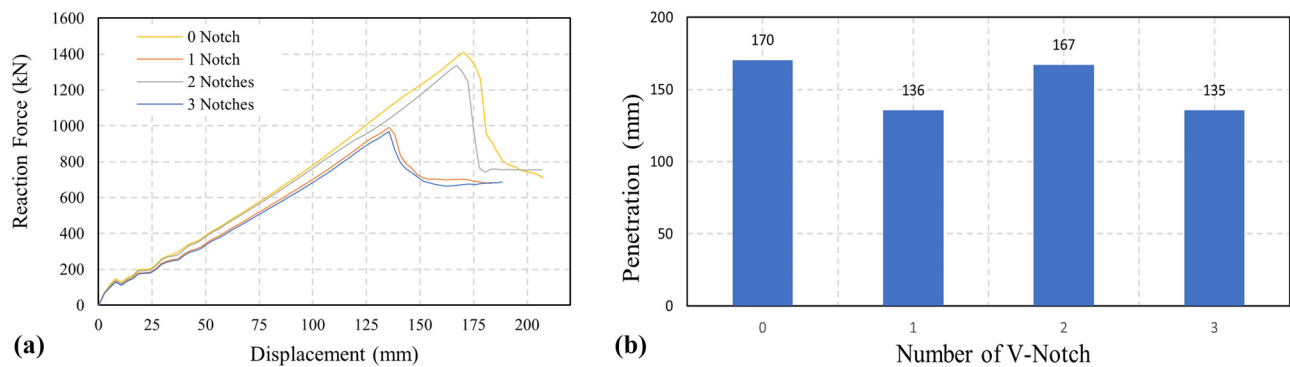 1600
1400
1200
1000
800
600
400
200
0
Reaction Force (kN)
0 Notch
1 Notch
2 Notches
3 Notches
0 25 50 75 100 125 150 175 200
Displacement (mm)
(a)
200
150
100
50
0
Penetration (mm)
170
136
167
135
0 1 2 3
Number of V-Notch
(b)